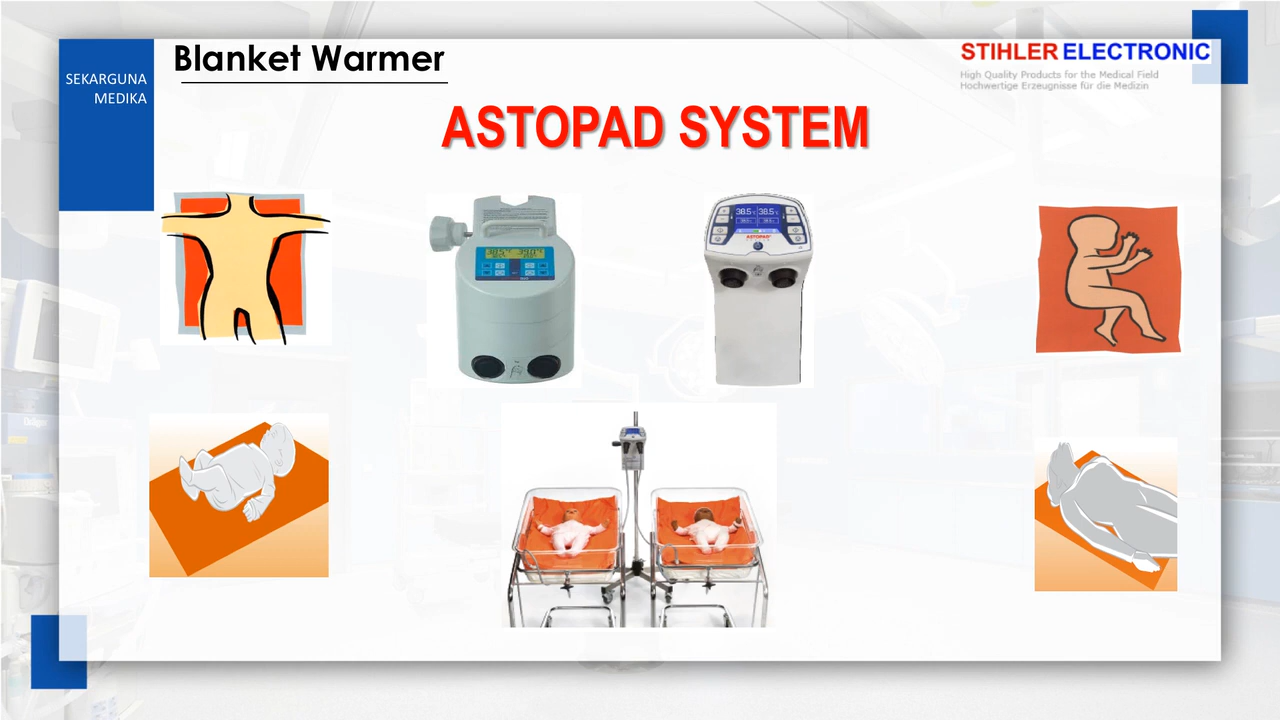 Blanket Warmer
STIHLER ELECTRONIC
High Quality Products for the Medical Field
Hochwertige Erzeugnisse für die Medizin
SEKARGUNA
MEDIKA
ASTOPAD SYSTEM
38.5°C 38.5°C
ASTOPAD